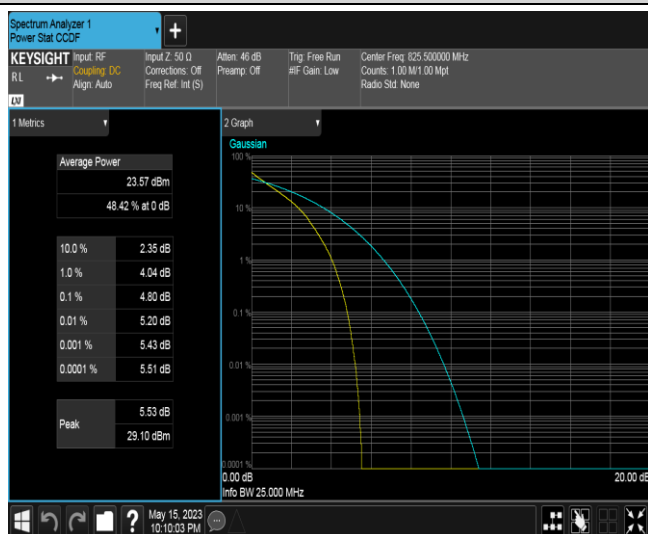 Spectrum Analyzer 1
Power Stat CCDF
+
KEYSIGHT
RL
LXI
Input: RF
Coupling: DC
Align: Auto
Input Z: 50 Ω
Corrections: Off
Freq Ref: Int (S)
Atten: 46 dB
Preamp: Off
Trig: Free Run
#IF Gain: Low
Center Freq: 825.500000 MHz
Counts: 1.00 M/1.00 Mpt
Radio Std: None
1 Metrics
Average Power
23.57 dBm
48.42 % at 0 dB
10.0 % 2.35 dB
1.0 % 4.04 dB
0.1 % 4.80 dB
0.01 % 5.20 dB
0.001 % 5.43 dB
0.0001 % 5.51 dB
Peak
5.53 dB
29.10 dBm
2 Graph
Gaussian
100 %
10 %
1 %
0.1 %
0.01 %
0.001 %
0.0001 %
0.00 dB 20.00 dB
Info BW 25.000 MHz
?
May 15, 2023
10:10:03 PM